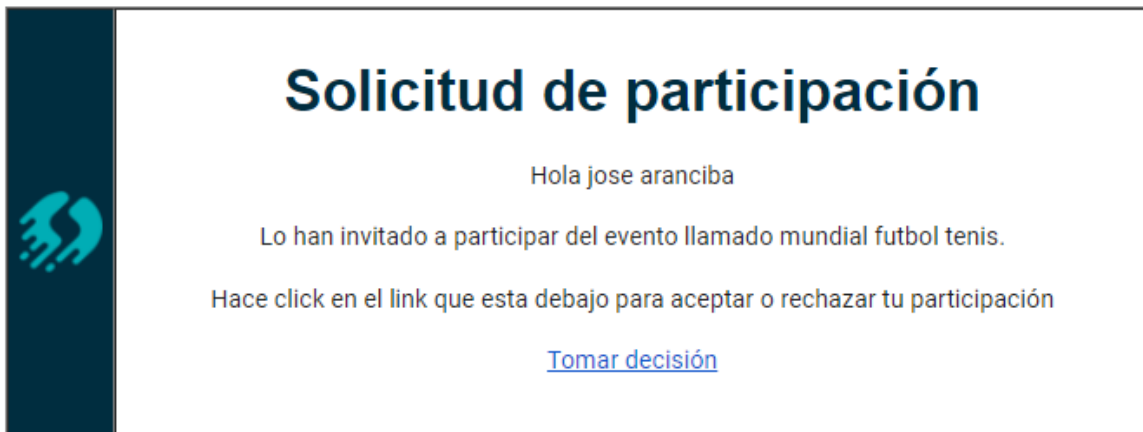 Solicitud de participación
Hola jose aranciba
Lo han invitado a participar del evento llamado mundial futbol tenis.
Hace click en el link que esta debajo para aceptar o rechazar tu participación
Tomar decisión